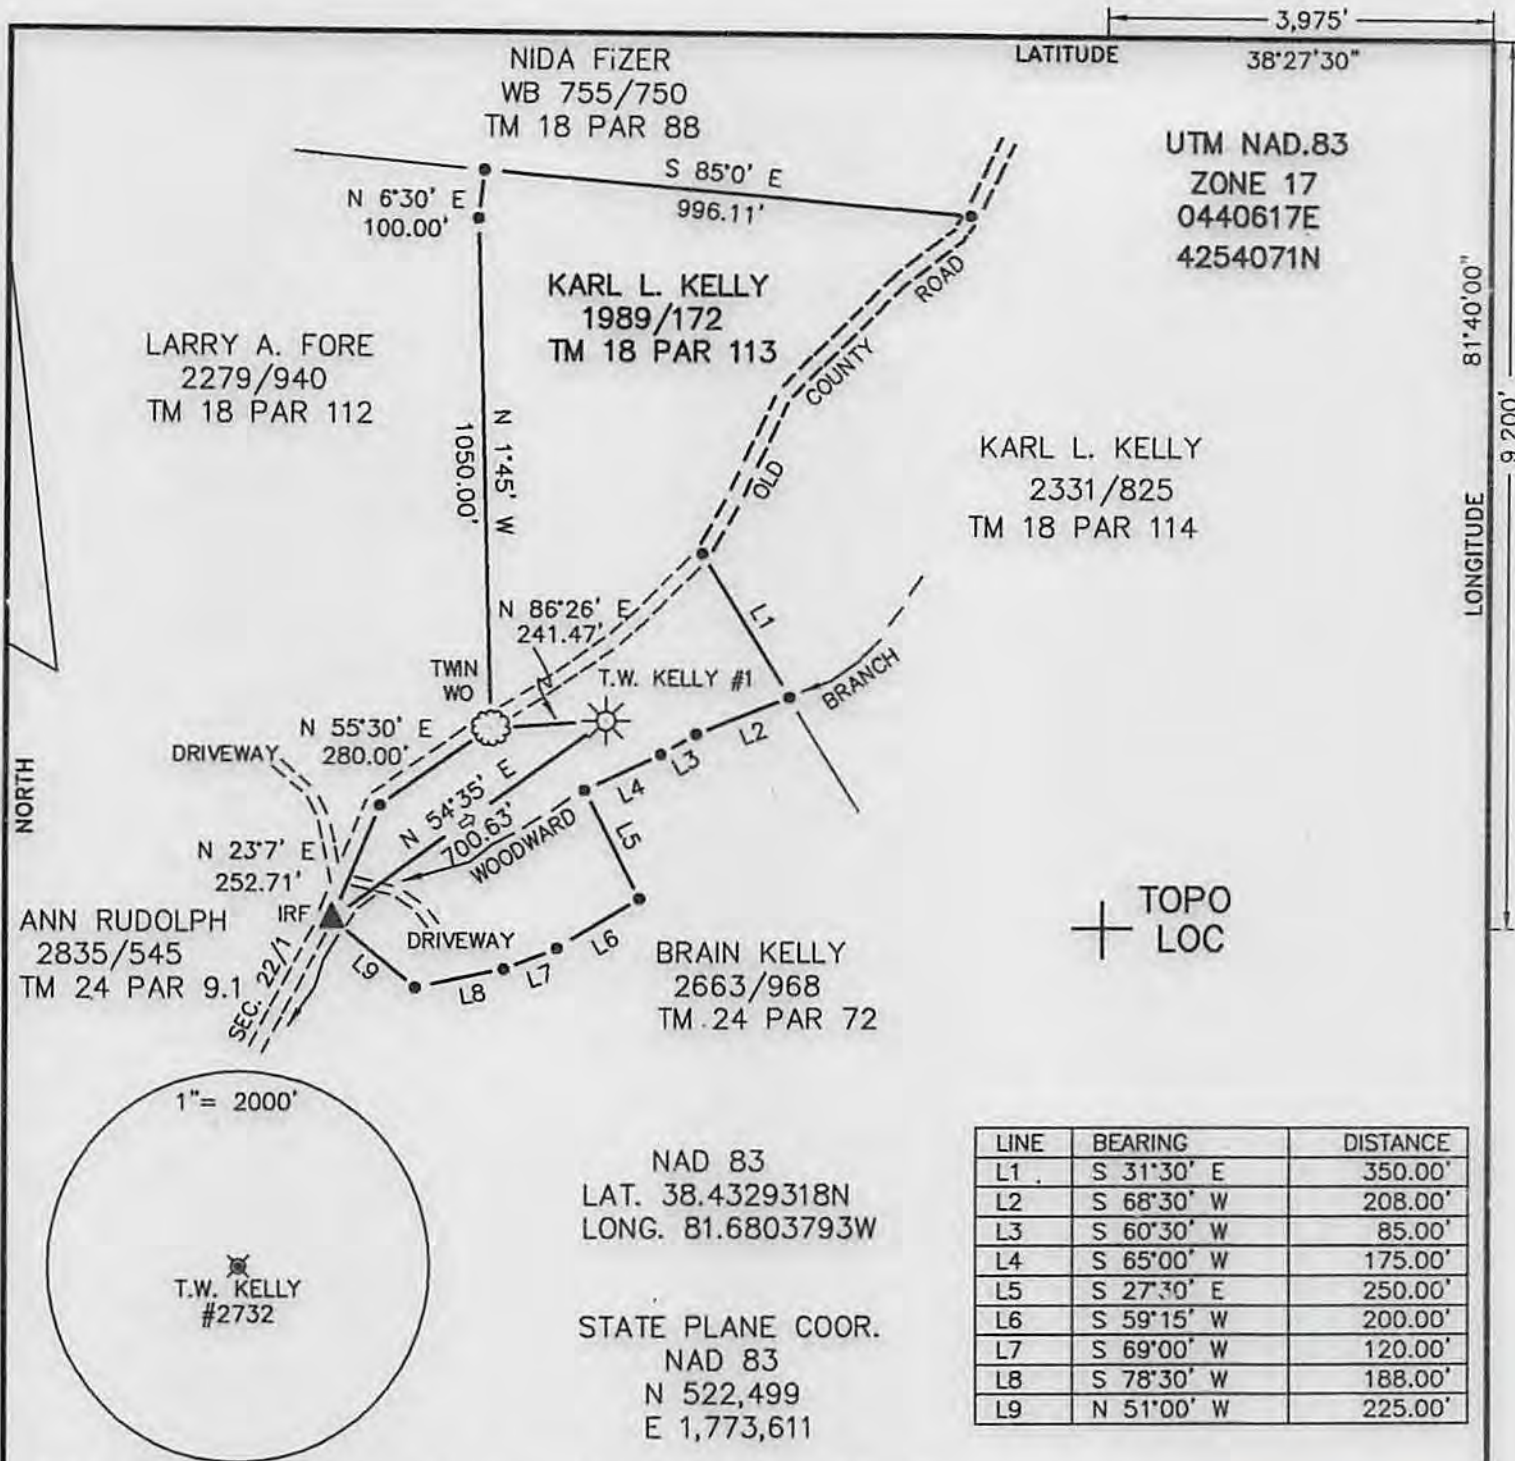 3,975'
LATITUDE 38°27'30"
NIDA FiZER
WB 755/750
TM 18 PAR 88
UTM NAD.83
ZONE 17
0440617E
4254071N
S 85°0' E
996.11'
N 6°30' E
100.00'
KARL L. KELLY
1989/172
TM 18 PAR 113
LARRY A. FORE
2279/940
TM 18 PAR 112
N 1°45' W
1050.00'
OLD COUNTY ROAD
81°40'00"
LONGITUDE
9,200'
KARL L. KELLY
2331/825
TM 18 PAR 114
N 86°26' E
241.47'
L1
TWIN
WO
T.W. KELLY #1
BRANCH
N 55°30' E
280.00'
DRIVEWAY
L2
L3
L4
NORTH
N 54°35' E
700.63'
WOODWARD
L5
N 23°7' E
252.71'
IRF
DRIVEWAY
ANN RUDOLPH
2835/545
TM 24 PAR 9.1
SEC. 22/1
L9
L8
L7
L6
BRAIN KELLY
2663/968
TM 24 PAR 72
TOPO
LOC
1"= 2000'
T.W. KELLY
#2732
NAD 83
LAT. 38.4329318N
LONG. 81.6803793W
STATE PLANE COOR.
NAD 83
N 522,499
E 1,773,611
LINE BEARING DISTANCE
L1 S 31°30' E 350.00'
L2 S 68°30' W 208.00'
L3 S 60°30' W 85.00'
L4 S 65°00' W 175.00'
L5 S 27°30' E 250.00'
L6 S 59°15' W 200.00'
L7 S 69°00' W 120.00'
L8 S 78°30' W 188.00'
L9 N 51°00' W 225.00'